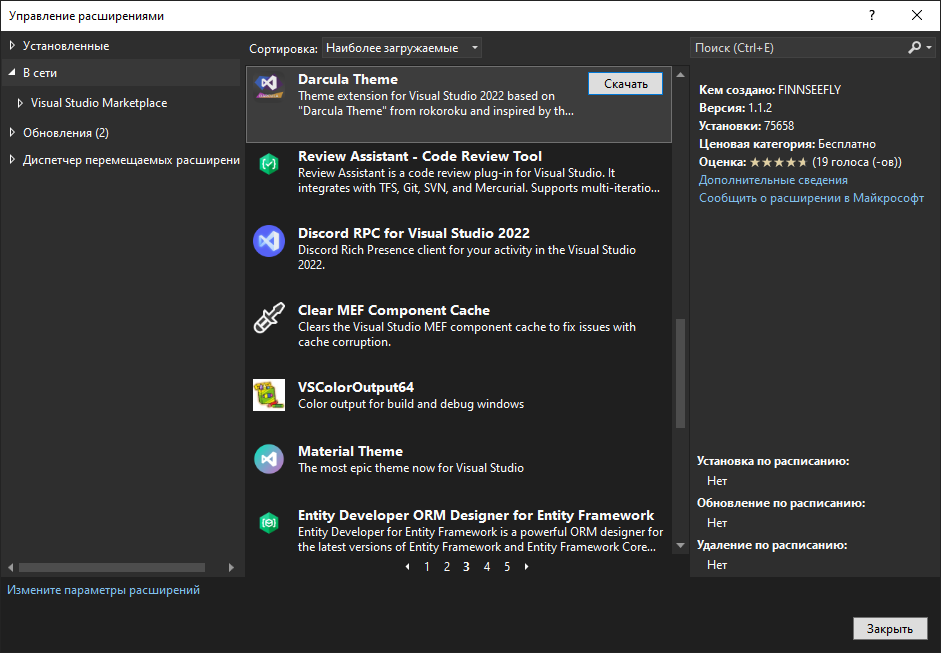 Управление расширениями
?
Установленные
В сети
Visual Studio Marketplace
Обновления (2)
Диспетчер перемещаемых расширени
Измените параметры расширений
Сортировка: Наиболее загружаемые
Darcula Theme
Скачать
Theme extension for Visual Studio 2022 based on
"Darcula Theme" from rokoroku and inspired by th...
Review Assistant - Code Review Tool
Review Assistant is a code review plug-in for Visual Studio. It
integrates with TFS, Git, SVN, and Mercurial. Supports multi-iteratio...
Discord RPC for Visual Studio 2022
Discord Rich Presence client for your activity in the Visual Studio
2022.
Clear MEF Component Cache
Clears the Visual Studio MEF component cache to fix issues with
cache corruption.
VSColorOutput64
Color output for build and debug windows
Material Theme
The most epic theme now for Visual Studio
Entity Developer ORM Designer for Entity Framework
Entity Developer for Entity Framework is a powerful ORM designer for
the latest versions of Entity Framework and Entity Framework Core...
1 2 3 4 5
Поиск (Ctrl+E)
Кем создано: FINNSEEFLY
Версия: 1.1.2
Установки: 75658
Ценовая категория: Бесплатно
Оценка: (19 голоса (-ов))
Дополнительные сведения
Сообщить о расширении в Майкрософт
Установка по расписанию:
Нет
Обновление по расписанию:
Нет
Удаление по расписанию:
Нет
Закрыть